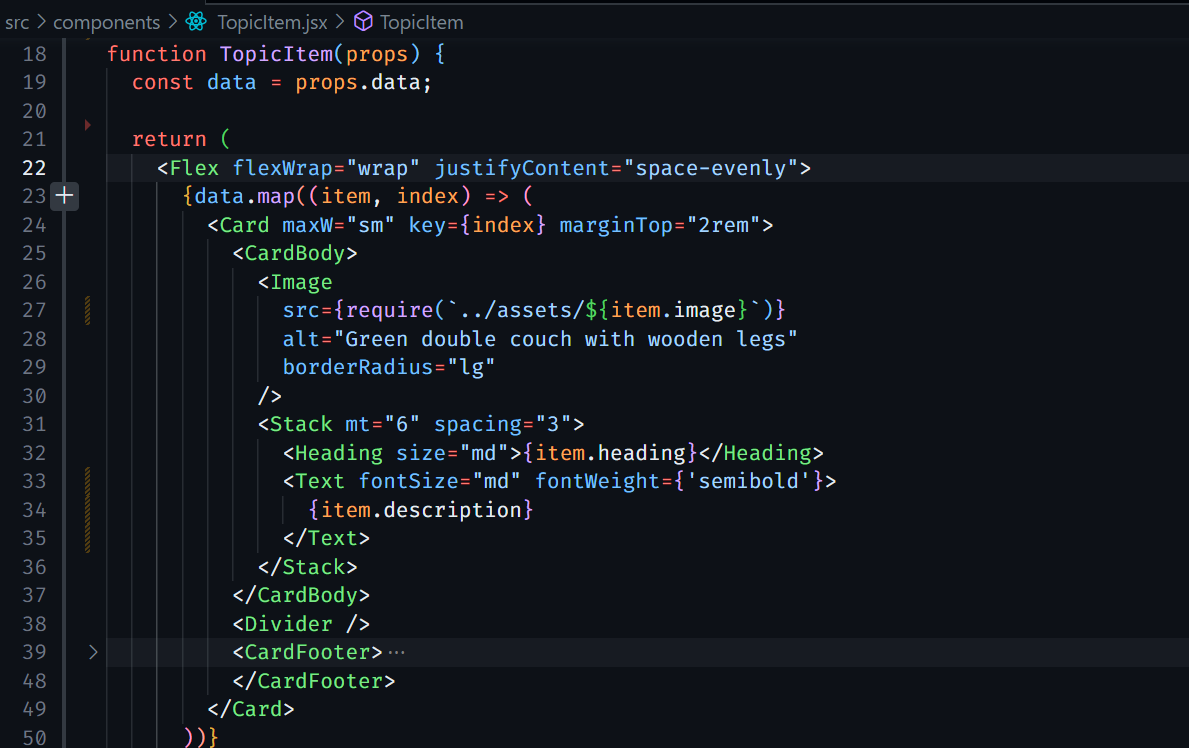 src > components > TopicItem.jsx > TopicItem
18 function TopicItem(props) {
19 const data = props.data;
20
21 return (
22 <Flex flexWrap="wrap" justifyContent="space-evenly">
23 {data.map((item, index) => (
24 <Card maxW="sm" key={index} marginTop="2rem">
25 <CardBody>
26 <Image
27 src={require(`../assets/${item.image}`)}
28 alt="Green double couch with wooden legs"
29 borderRadius="lg"
30 />
31 <Stack mt="6" spacing="3">
32 <Heading size="md">{item.heading}</Heading>
33 <Text fontSize="md" fontWeight={'semibold'}>
34 {item.description}
35 </Text>
36 </Stack>
37 </CardBody>
38 <Divider />
39 <CardFooter>···
48 </CardFooter>
49 </Card>
50 ))}